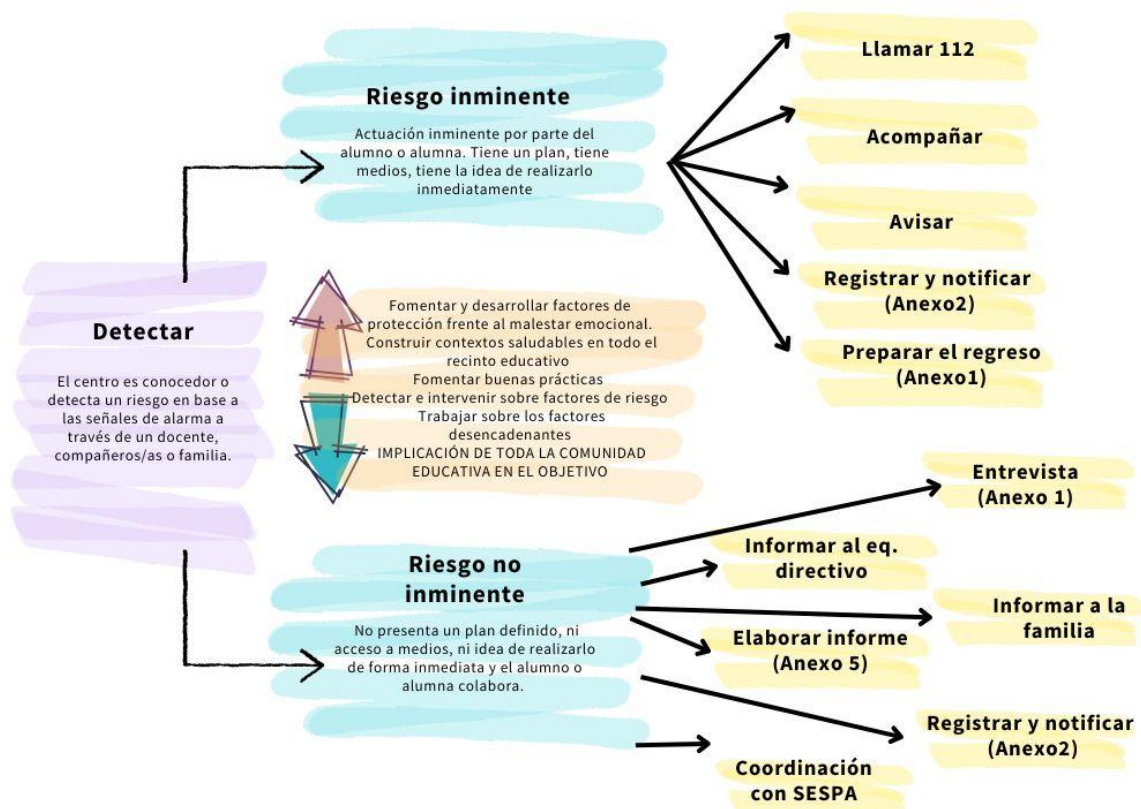 Riesgo inminente
Actuación inminente por parte del
alumno o alumna. Tiene un plan, tiene
medios, tiene la idea de realizarlo
inmediatamente
Llamar 112
Acompañar
Avisar
Registrar y notificar
(Anexo2)
Preparar el regreso
(Anexo1)
Detectar
El centro es conocedor o
detecta un riesgo en base a
las señales de alarma a
través de un docente,
compañeros/as o familia.
Fomentar y desarrollar factores de
protección frente al malestar emocional.
Construir contextos saludables en todo el
recinto educativo
Fomentar buenas prácticas
Detectar e intervenir sobre factores de riesgo
Trabajar sobre los factores
desencadenantes
IMPLICACIÓN DE TODA LA COMUNIDAD
EDUCATIVA EN EL OBJETIVO
Riesgo no
inminente
No presenta un plan definido, ni
acceso a medios, ni idea de realizarlo
de forma inmediata y el alumno o
alumna colabora.
Entrevista
(Anexo 1)
Informar al eq.
directivo
Informar a la
familia
Elaborar informe
(Anexo 5)
Registrar y notificar
(Anexo2)
Coordinación
con SESPA